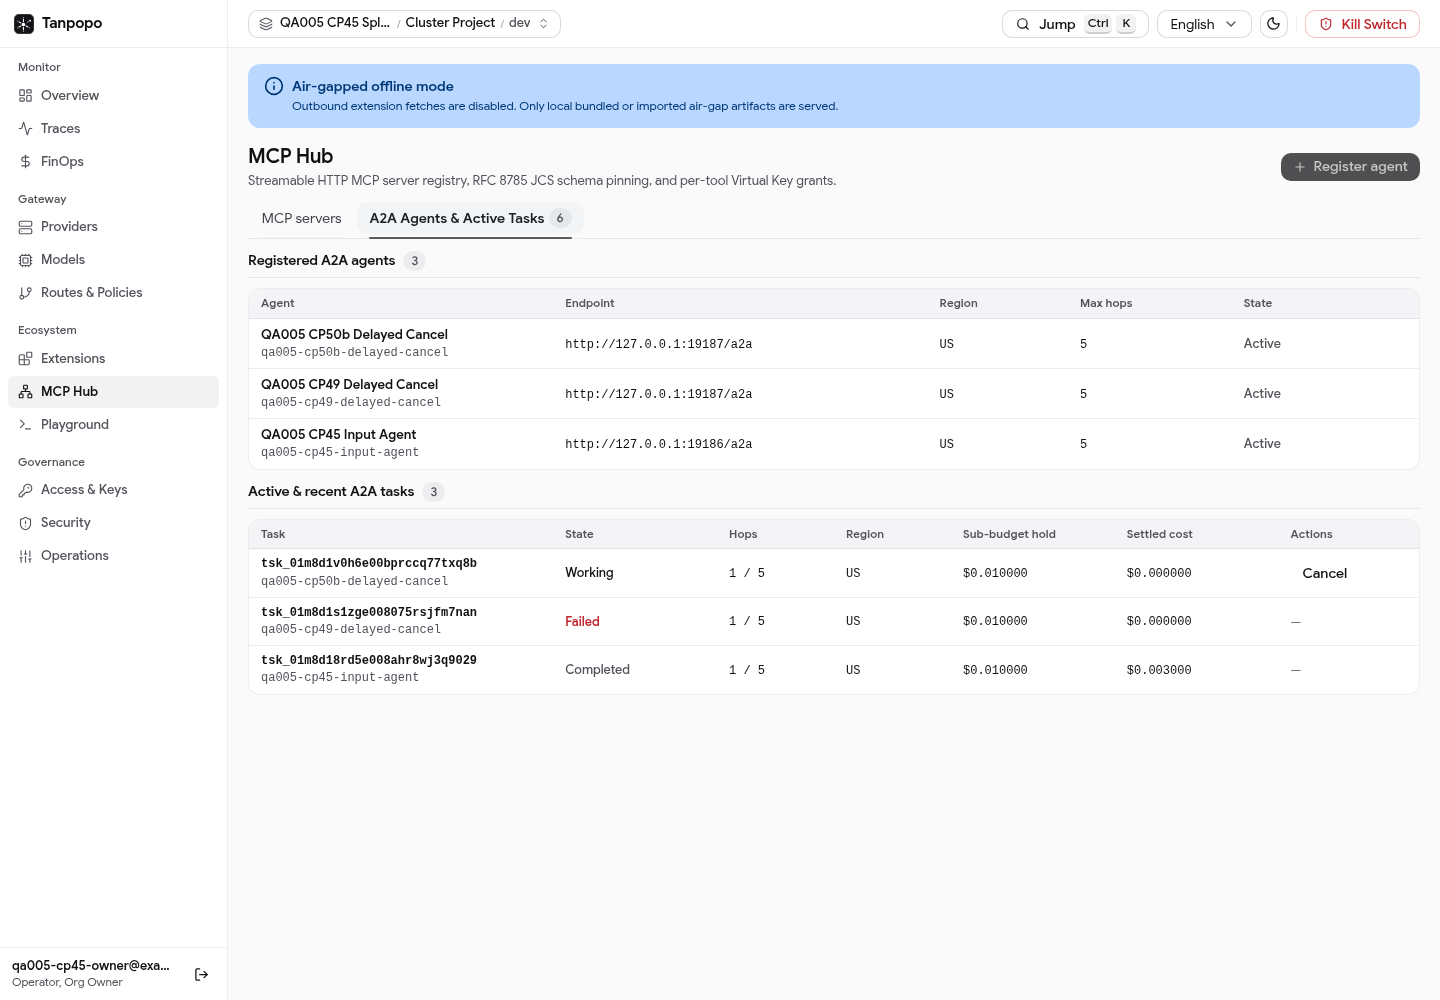 Tanpopo
QA005 CP45 Spl... / Cluster Project / dev
Jump Ctrl K
English
Kill Switch
Monitor
Overview
Traces
FinOps
Gateway
Providers
Models
Routes & Policies
Ecosystem
Extensions
MCP Hub
Playground
Governance
Access & Keys
Security
Operations
qa005-cp45-owner@exa...
Operator, Org Owner
Air-gapped offline mode
Outbound extension fetches are disabled. Only local bundled or imported air-gap artifacts are served.
MCP Hub
Streamable HTTP MCP server registry, RFC 8785 JCS schema pinning, and per-tool Virtual Key grants.
+ Register agent
MCP servers
A2A Agents & Active Tasks 6
Registered A2A agents 3
Agent Endpoint Region Max hops State
QA005 CP50b Delayed Cancel
qa005-cp50b-delayed-cancel
http://127.0.0.1:19187/a2a US 5 Active
QA005 CP49 Delayed Cancel
qa005-cp49-delayed-cancel
http://127.0.0.1:19187/a2a US 5 Active
QA005 CP45 Input Agent
qa005-cp45-input-agent
http://127.0.0.1:19186/a2a US 5 Active
Active & recent A2A tasks 3
Task State Hops Region Sub-budget hold Settled cost Actions
tsk_01m8d1v0h6e00bprccq77txq8b
qa005-cp50b-delayed-cancel
Working 1 / 5 US $0.010000 $0.000000 Cancel
tsk_01m8d1s1zge008075rsjfm7nan
qa005-cp49-delayed-cancel
Failed 1 / 5 US $0.010000 $0.000000 —
tsk_01m8d18rd5e008ahr8wj3q9029
qa005-cp45-input-agent
Completed 1 / 5 US $0.010000 $0.003000 —